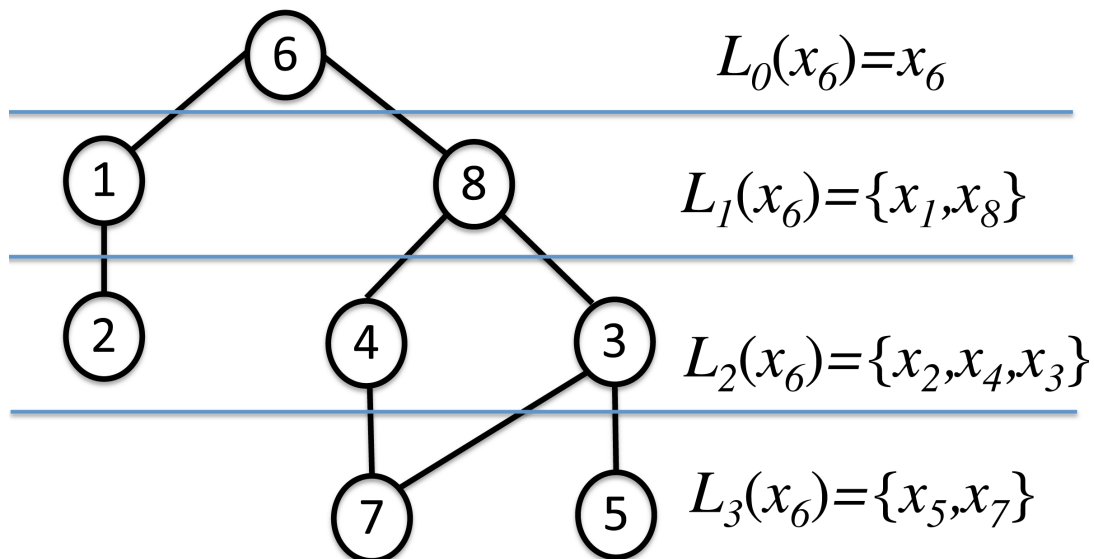 6
L₀(x₆)=x₆
1
8
L₁(x₆)={x₁,x₈}
2
4
3
L₂(x₆)={x₂,x₄,x₃}
7
5
L₃(x₆)={x₅,x₇}